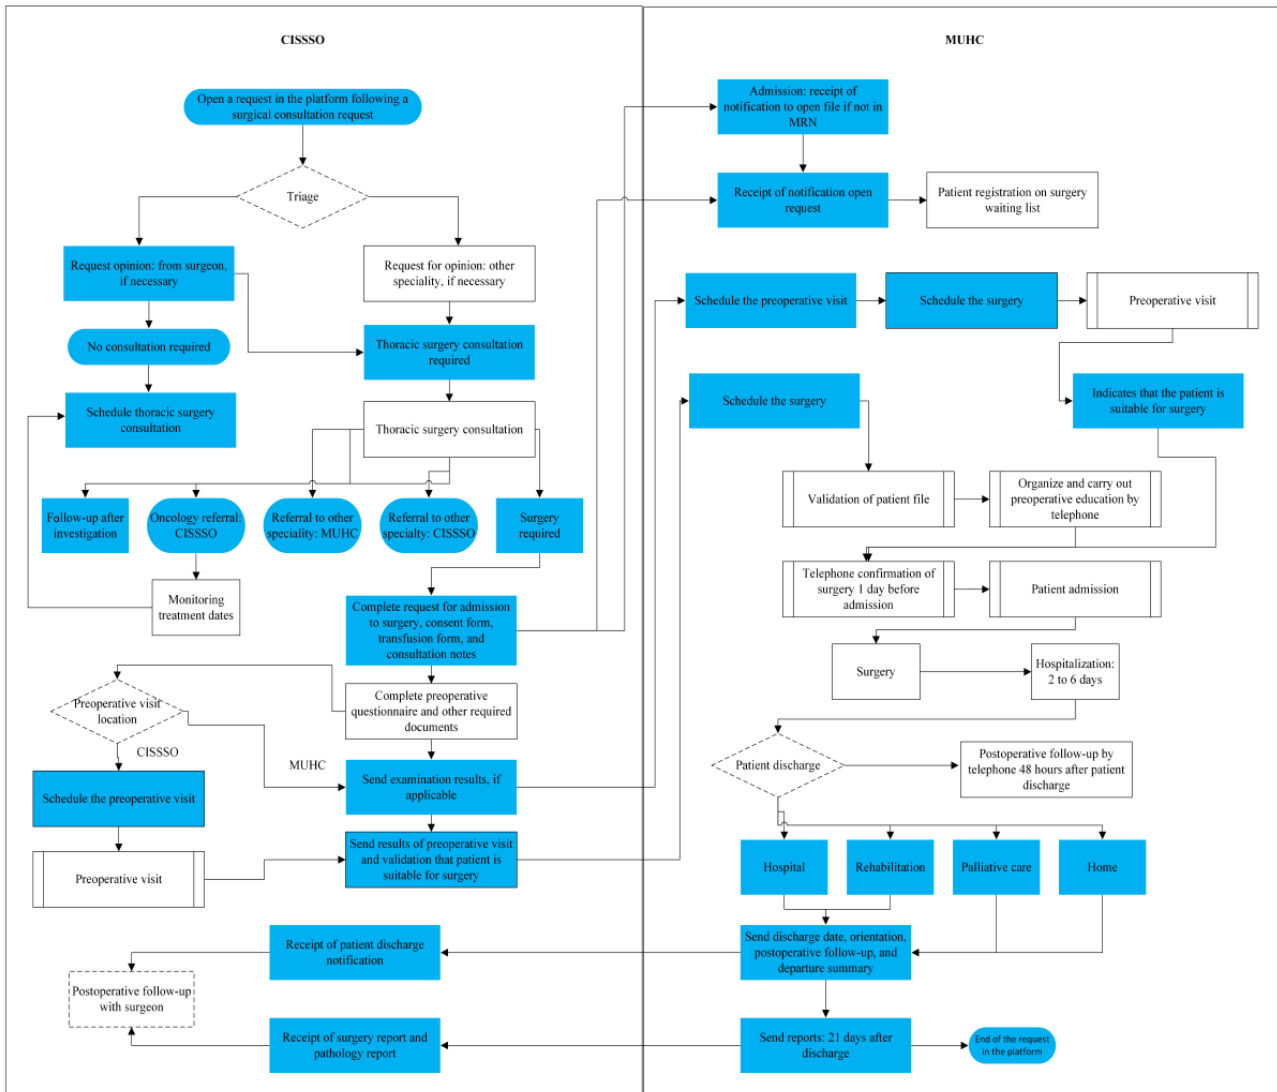 CISSSO
Open a request in the platform following a
surgical consultation request
Triage
Request opinion: from surgeon,
if necessary
Request for opinion: other
speciality, if necessary
No consultation required
Thoracic surgery consultation
required
Schedule thoracic surgery
consultation
Thoracic surgery consultation
Follow-up after
investigation
Oncology referral:
CISSSO
Referral to other
speciality: MUHC
Referral to other
specialty: CISSSO
Surgery
required
Monitoring
treatment dates
Complete request for admission
to surgery, consent form,
transfusion form, and
consultation notes
Preoperative visit
location
Complete preoperative
questionnaire and other required
documents
CISSSO
MUHC
Schedule the preoperative visit
Send examination results, if
applicable
Preoperative visit
Send results of preoperative visit
and validation that patient is
suitable for surgery
Receipt of patient discharge
notification
Postoperative follow-up
with surgeon
Receipt of surgery report and
pathology report
MUHC
Admission: receipt of
notification to open file if not in
MRN
Receipt of notification open
request
Patient registration on surgery
waiting list
Schedule the preoperative visit
Schedule the surgery
Preoperative visit
Schedule the surgery
Indicates that the patient is
suitable for surgery
Validation of patient file
Organize and carry out
preoperative education by
telephone
Telephone confirmation of
surgery 1 day before
admission
Patient admission
Surgery
Hospitalization:
2 to 6 days
Patient discharge
Postoperative follow-up by
telephone 48 hours after patient
discharge
Hospital
Rehabilitation
Palliative care
Home
Send discharge date, orientation,
postoperative follow-up, and
departure summary
Send reports: 21 days after
discharge
End of the request
in the platform